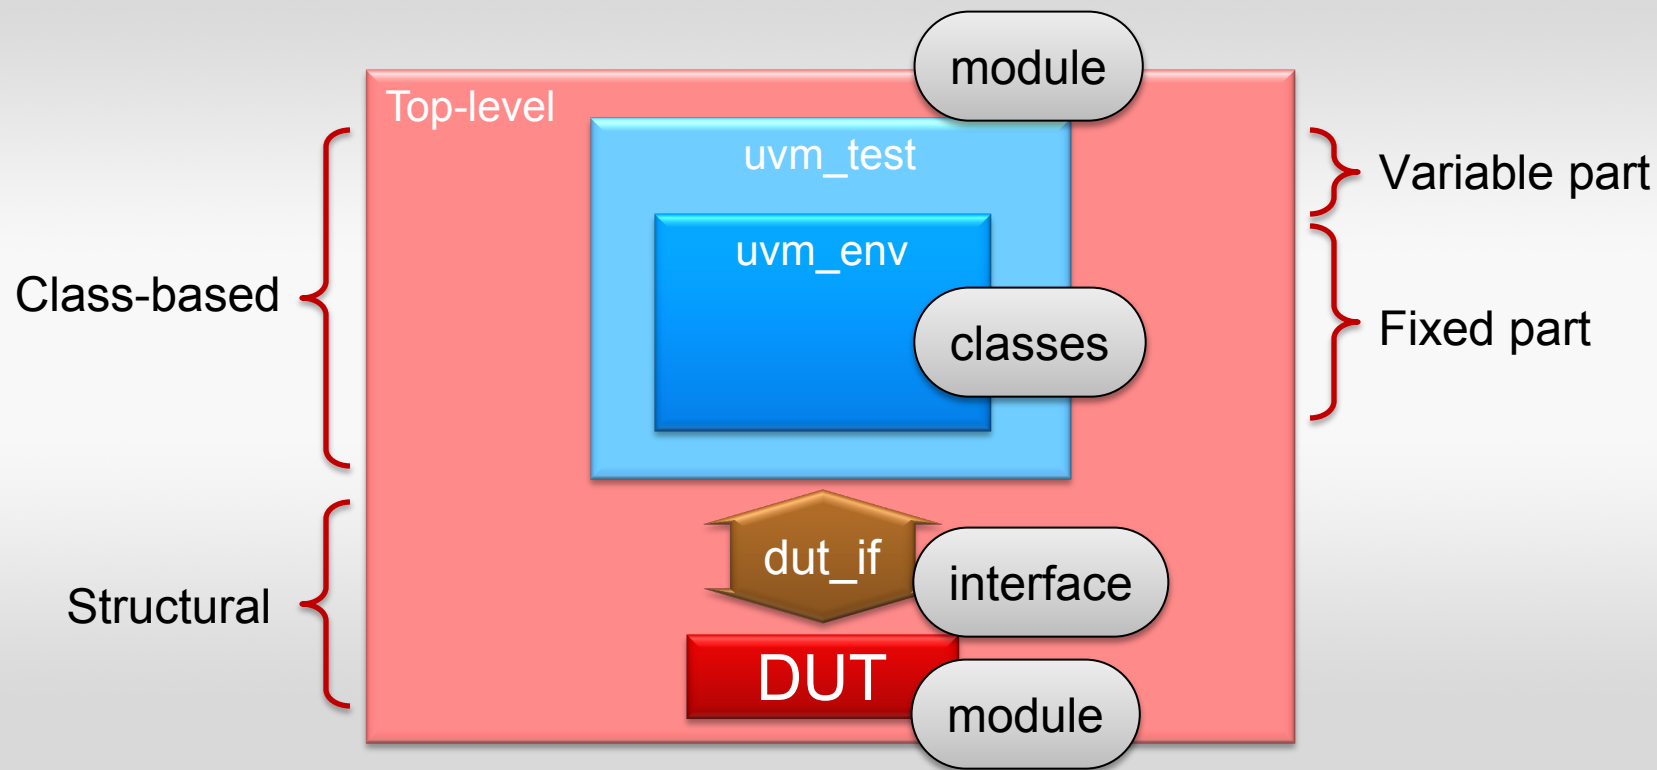 module
Top-level
uvm_test
Variable part
uvm_env
Class-based
Fixed part
classes
dut_if
interface
Structural
DUT
module